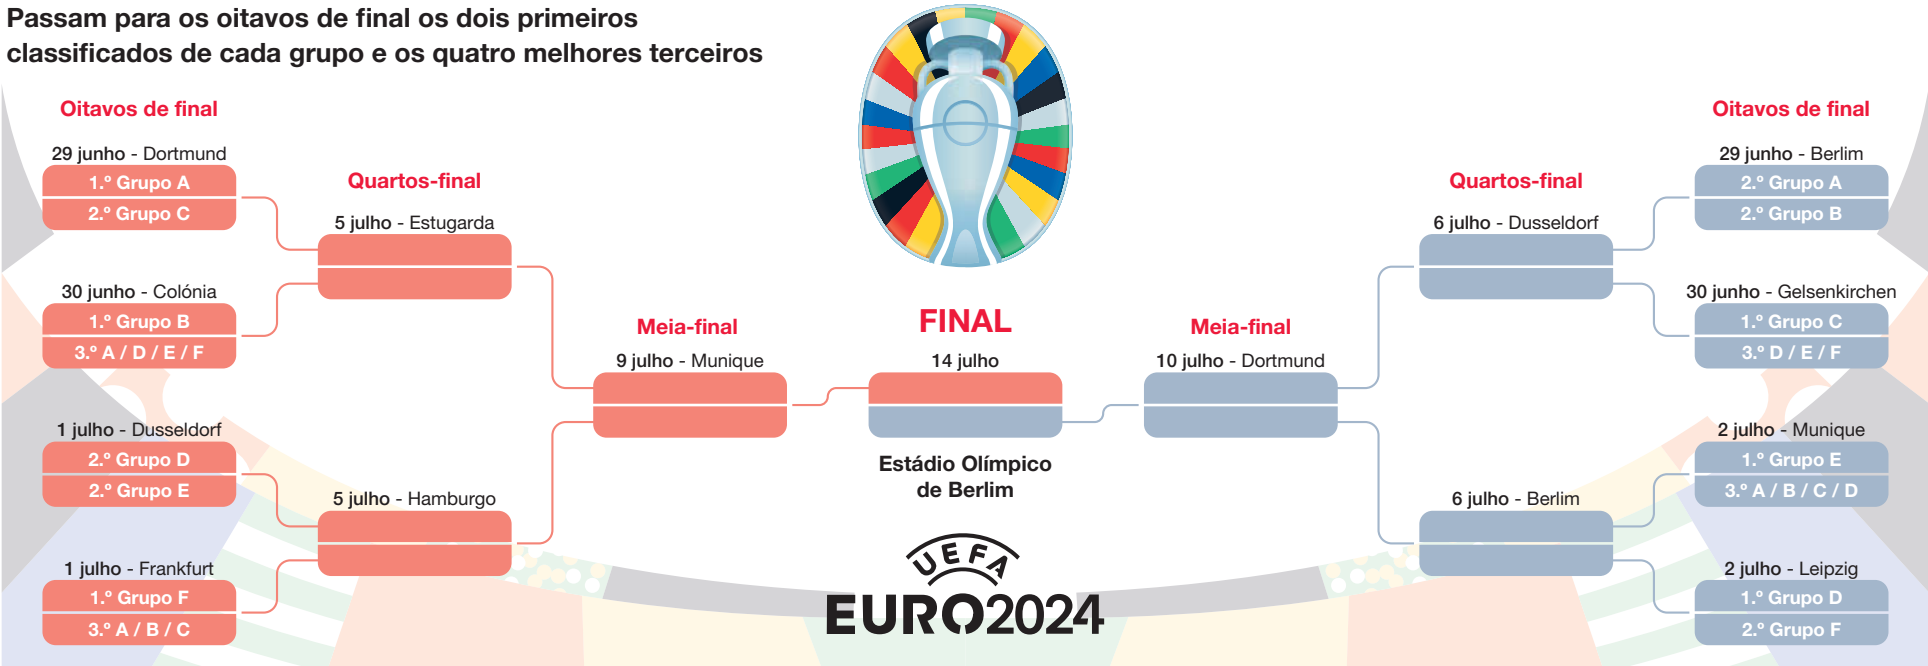 Passam para os oitavos de final os dois primeiros
classificados de cada grupo e os quatro melhores terceiros
Oitavos de final
29 junho - Dortmund
1.º Grupo A
2.º Grupo C
30 junho - Colónia
1.º Grupo B
3.º A / D / E / F
1 julho - Dusseldorf
2.º Grupo D
2.º Grupo E
1 julho - Frankfurt
1.º Grupo F
3.º A / B / C
Quartos-final
5 julho - Estugarda
5 julho - Hamburgo
Meia-final
9 julho - Munique
FINAL
14 julho
Estádio Olímpico
de Berlim
UEFA
EURO2024
Meia-final
10 julho - Dortmund
Quartos-final
6 julho - Dusseldorf
6 julho - Berlim
Oitavos de final
29 junho - Berlim
2.º Grupo A
2.º Grupo B
30 junho - Gelsenkirchen
1.º Grupo C
3.º D / E / F
2 julho - Munique
1.º Grupo E
3.º A / B / C / D
2 julho - Leipzig
1.º Grupo D
2.º Grupo F